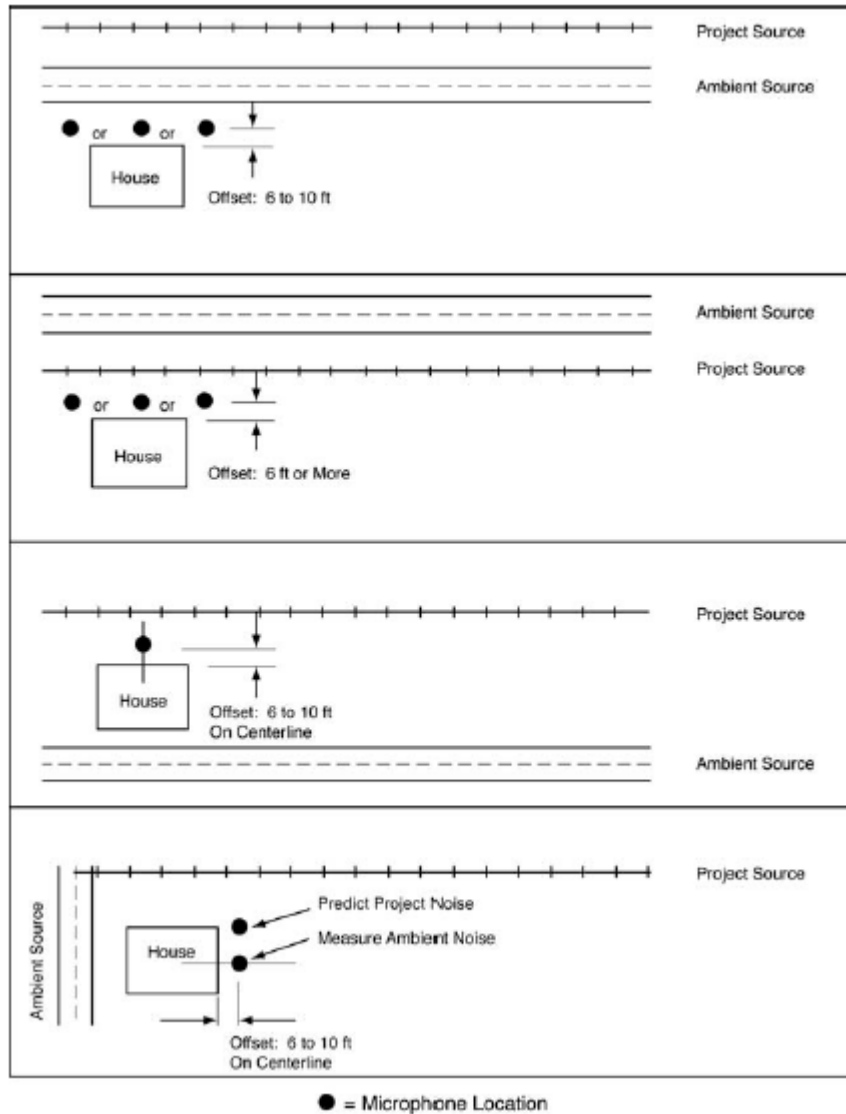 Project Source
Ambient Source
or or
House
Offset: 6 to 10 ft
Ambient Source
Project Source
or or
House
Offset: 6 ft or More
Project Source
House
Offset: 6 to 10 ft
On Centerline
Ambient Source
Project Source
Ambient Source
House
Predict Project Noise
Measure Ambient Noise
Offset: 6 to 10 ft
On Centerline
= Microphone Location